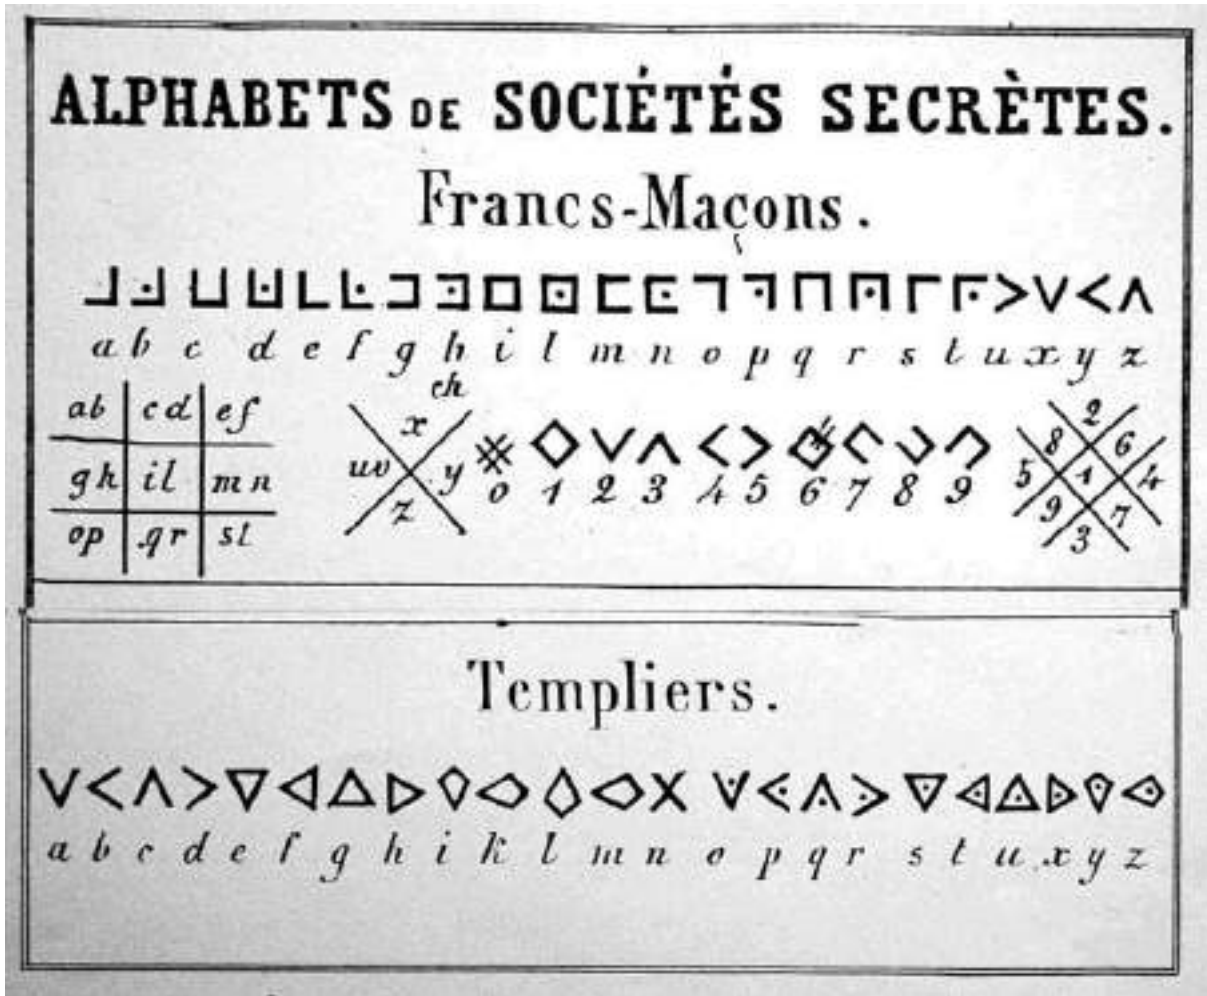 ALPHABETS DE SOCIÉTÉS SECRÈTES.
Francs-Maçons.
a b c d e f g h i l m n o p q r s t u x y z
ch
ab cd ef
gh il mn
op qr st
x
uv y
z
0 1 2 3 4 5 6 7 8 9
2
8 6
5 1 4
9 7
3
Templiers.
a b c d e f g h i k l m n o p q r s t u x y z